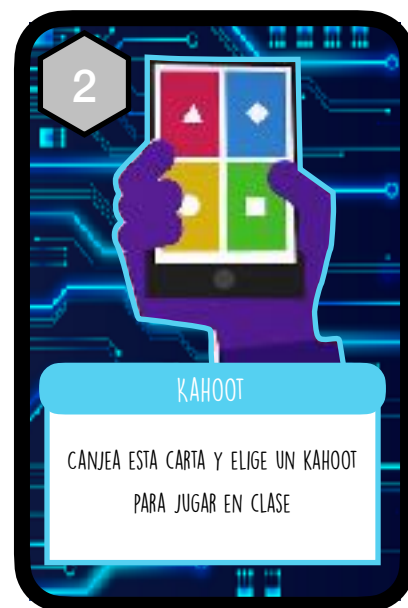 2
KAHOOT
CANJEA ESTA CARTA Y ELIGE UN KAHOOT
PARA JUGAR EN CLASE